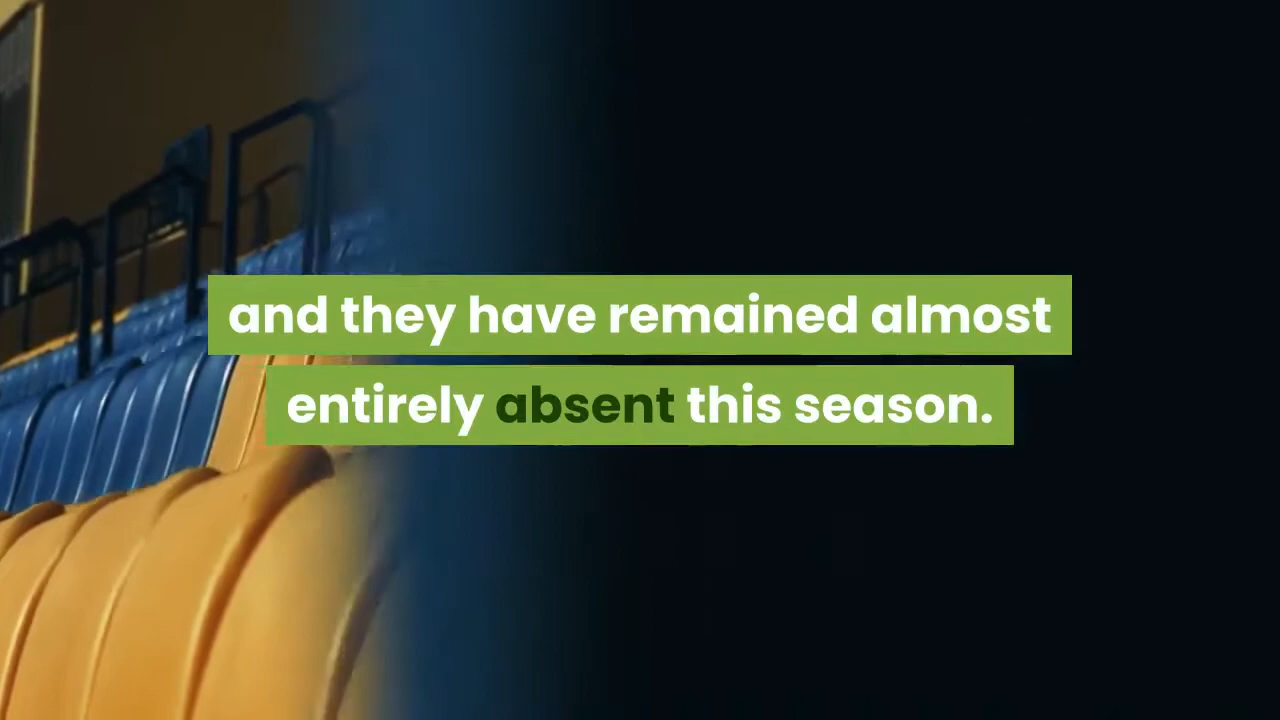 and they have remained almost
entirely absent this season.